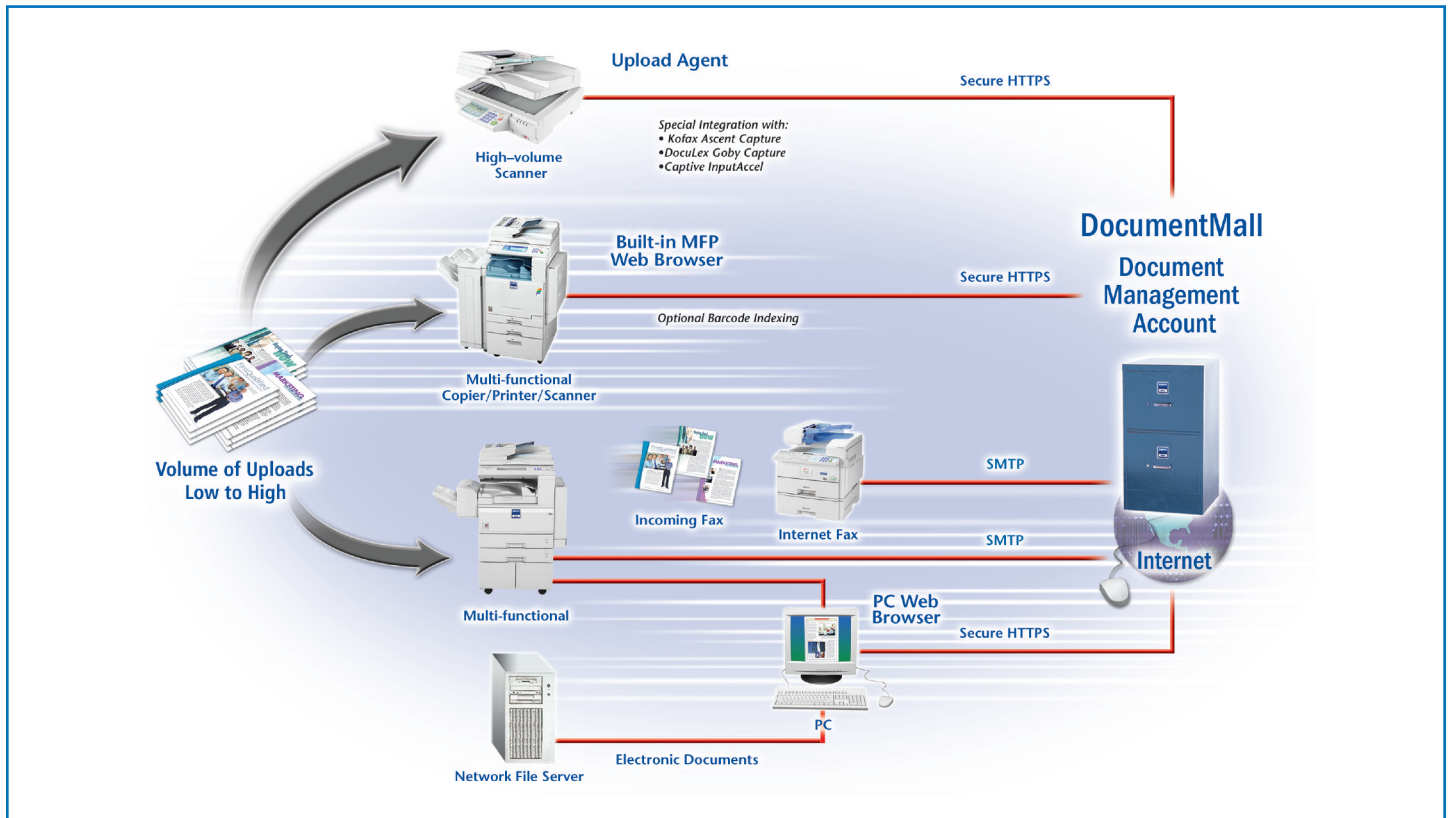 Upload Agent
Secure HTTPS
Special Integration with:
• Kofax Ascent Capture
•DocuLex Goby Capture
•Captive InputAccel
High–volume
Scanner
DocumentMall
Document
Management
Account
Built-in MFP
Web Browser
Secure HTTPS
Optional Barcode Indexing
Multi-functional
Copier/Printer/Scanner
MARKETING
Volume of Uploads
Low to High
NOW
MARKETING
Incoming Fax
Internet Fax
SMTP
SMTP
Internet
Multi-functional
PC Web
Browser
Secure HTTPS
PC
Electronic Documents
Network File Server